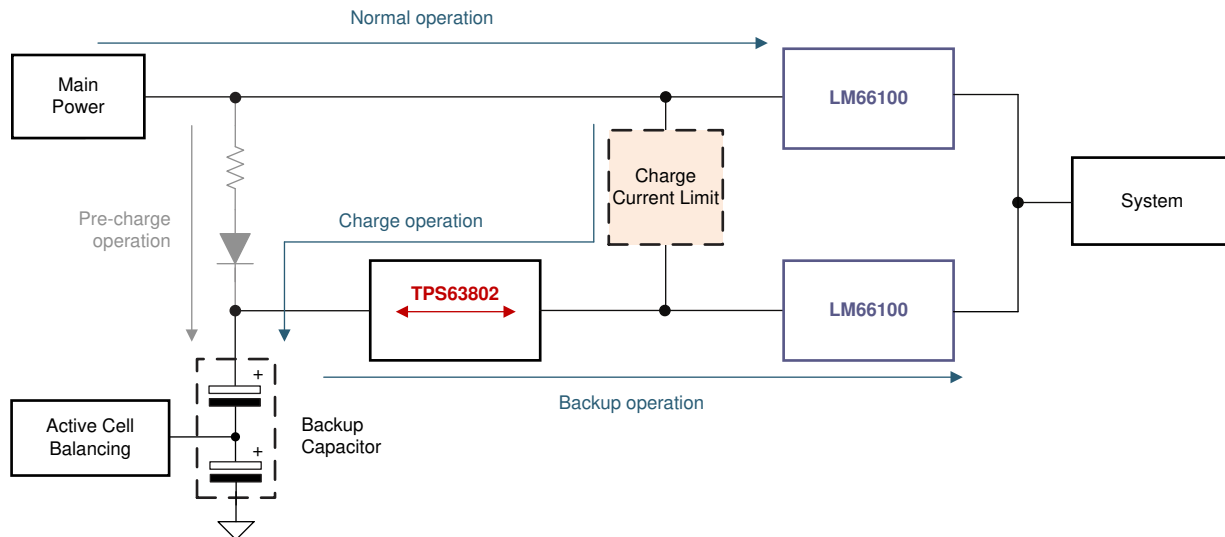 Normal operation
Main
Power
LM66100
Charge
Current Limit
Pre-charge
operation
Charge operation
System
TPS63802
LM66100
+
Backup operation
Active Cell
Balancing
Backup
Capacitor
+